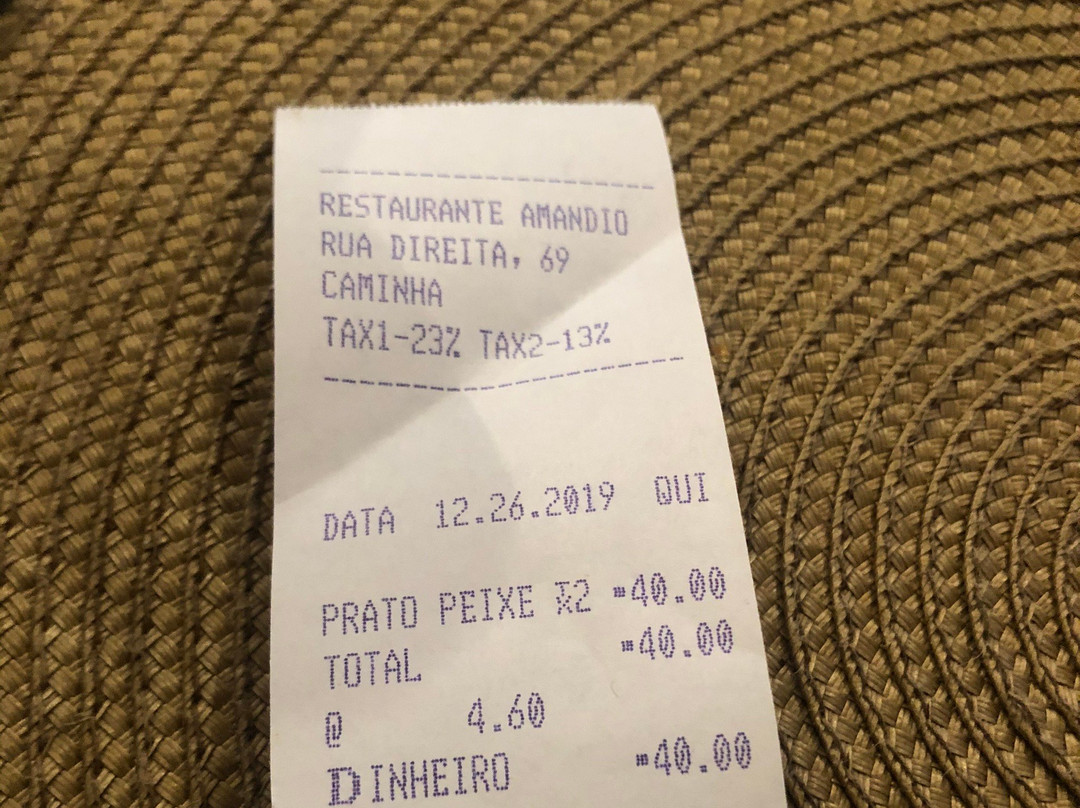 RESTAURANTE AMANDIO
RUA DIREITA, 69
CAMINHA
TAX1-23% TAX2-13%
DATA 12.26.2019 QUI
PRATO PEIXE %2 ▪40.00
TOTAL ▪40.00
@ 4.60
DINHEIRO ▪40.00